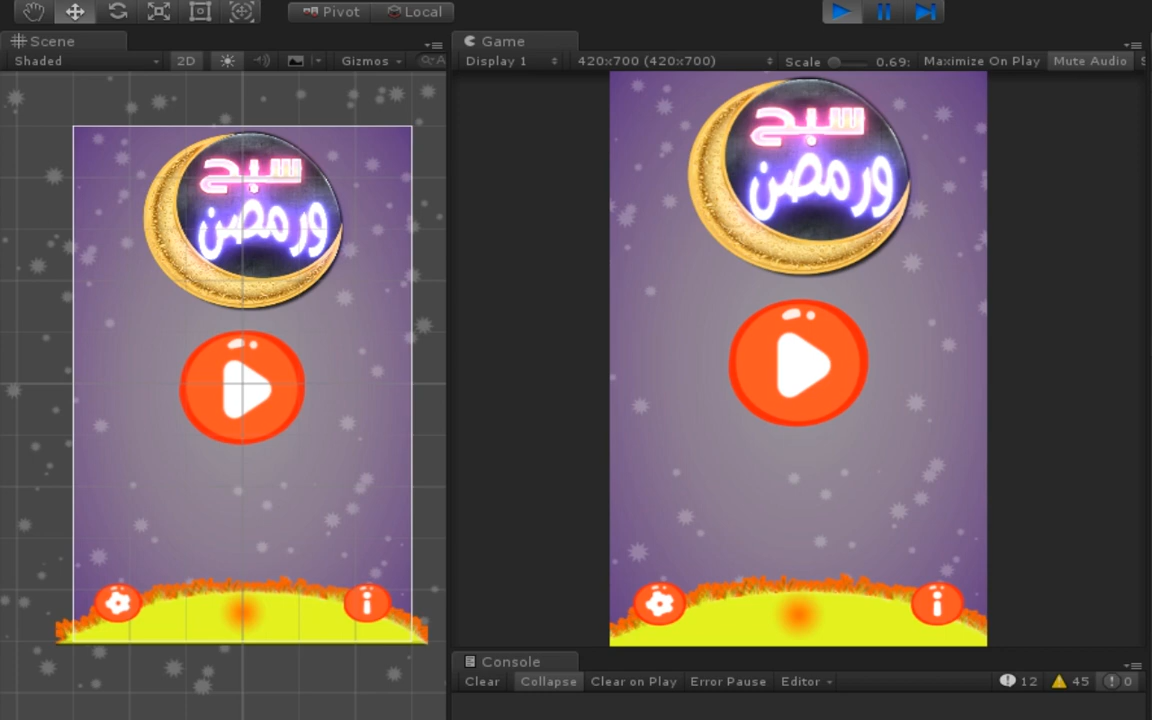 Pivot Local
Scene
Shaded 2D Gizmos
Game
Display 1 420x700 (420x700) Scale 0.69: Maximize On Play Mute Audio
سبح
ورمضن
سبح
ورمضن
Console
Clear Collapse Clear on Play Error Pause Editor 12 45 0